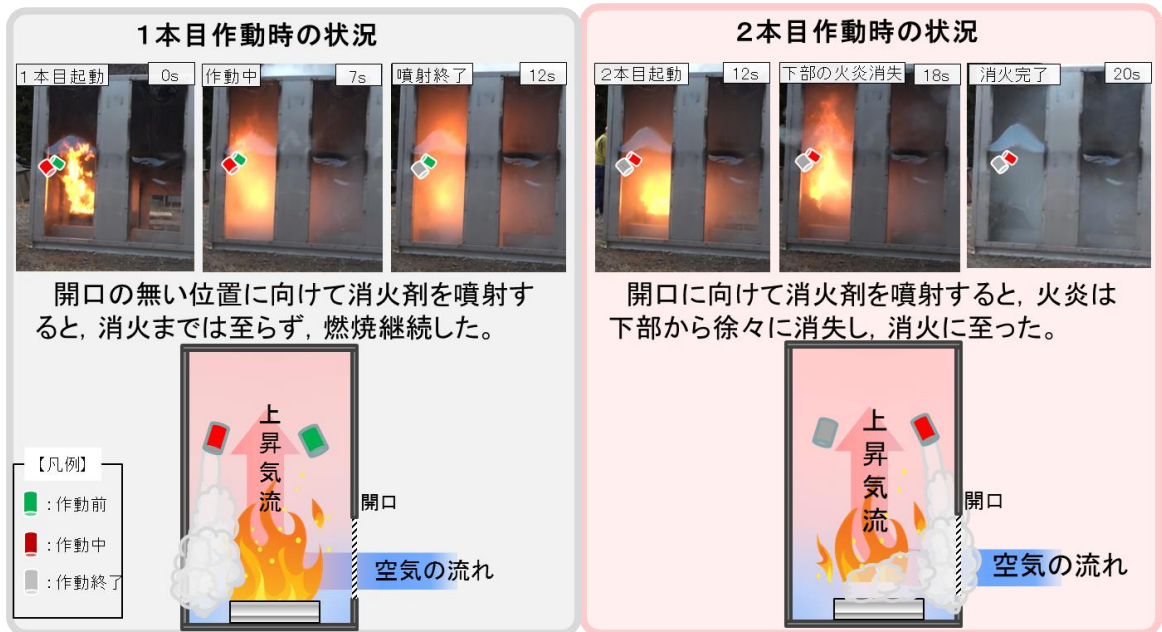 1本目作動時の状況
1本目起動
0s
作動中
7s
噴射終了
12s
開口の無い位置に向けて消火剤を噴射す
ると，消火までは至らず，燃焼継続した。
上昇気流
開口
空気の流れ
【凡例】
：作動前
：作動中
：作動終了
2本目作動時の状況
2本目起動
12s
下部の火炎消失
18s
消火完了
20s
開口に向けて消火剤を噴射すると，火炎は
下部から徐々に消失し，消火に至った。
上昇気流
開口
空気の流れ